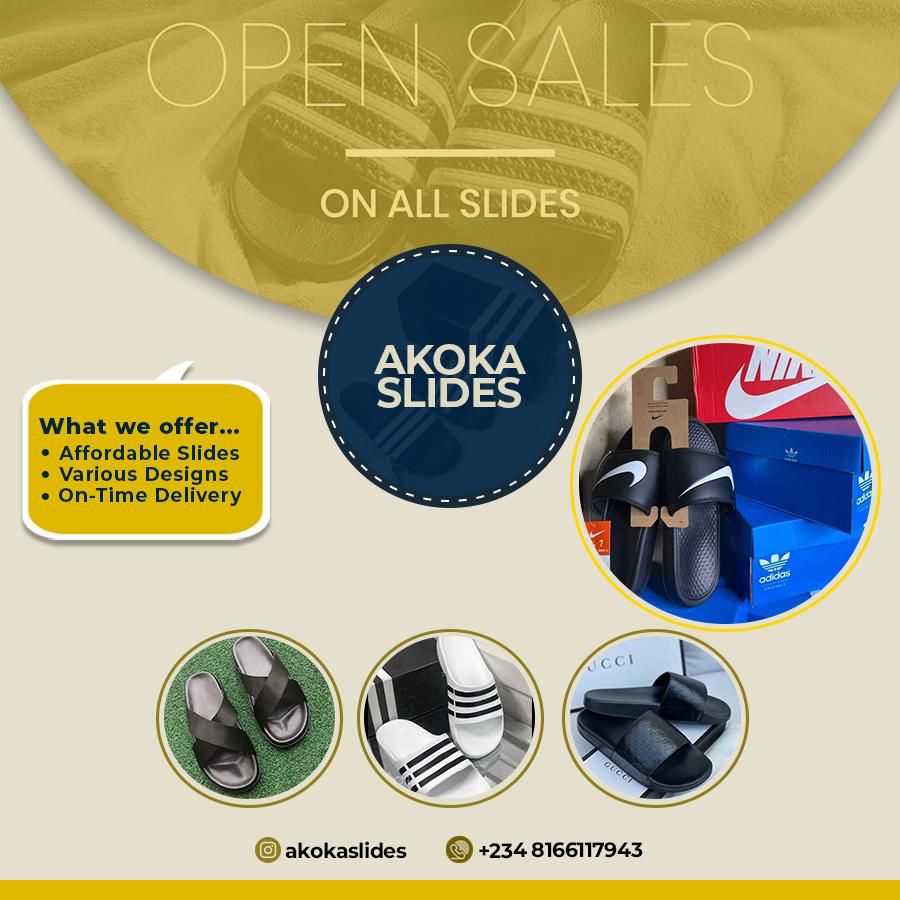 OPEN SALES
ON ALL SLIDES
AKOKA
SLIDES
What we offer...
• Affordable Slides
• Various Designs
• On-Time Delivery
adidas
GUCCI
akokaslides
+234 8166117943